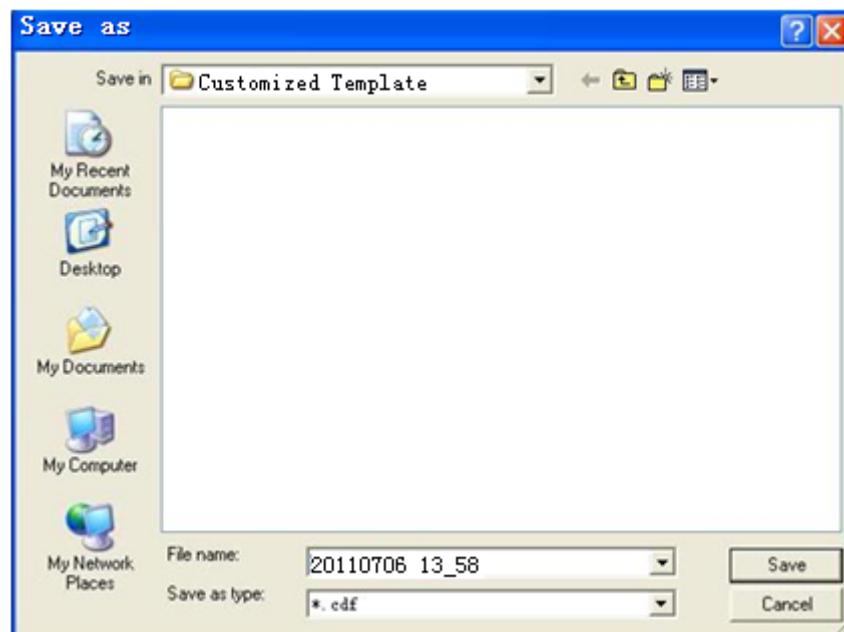 Save as
Save in Customized Template
My Recent
Documents
Desktop
My Documents
My Computer
My Network
Places
File name: 20110706 13_58
Save
Save as type: *.cdf
Cancel